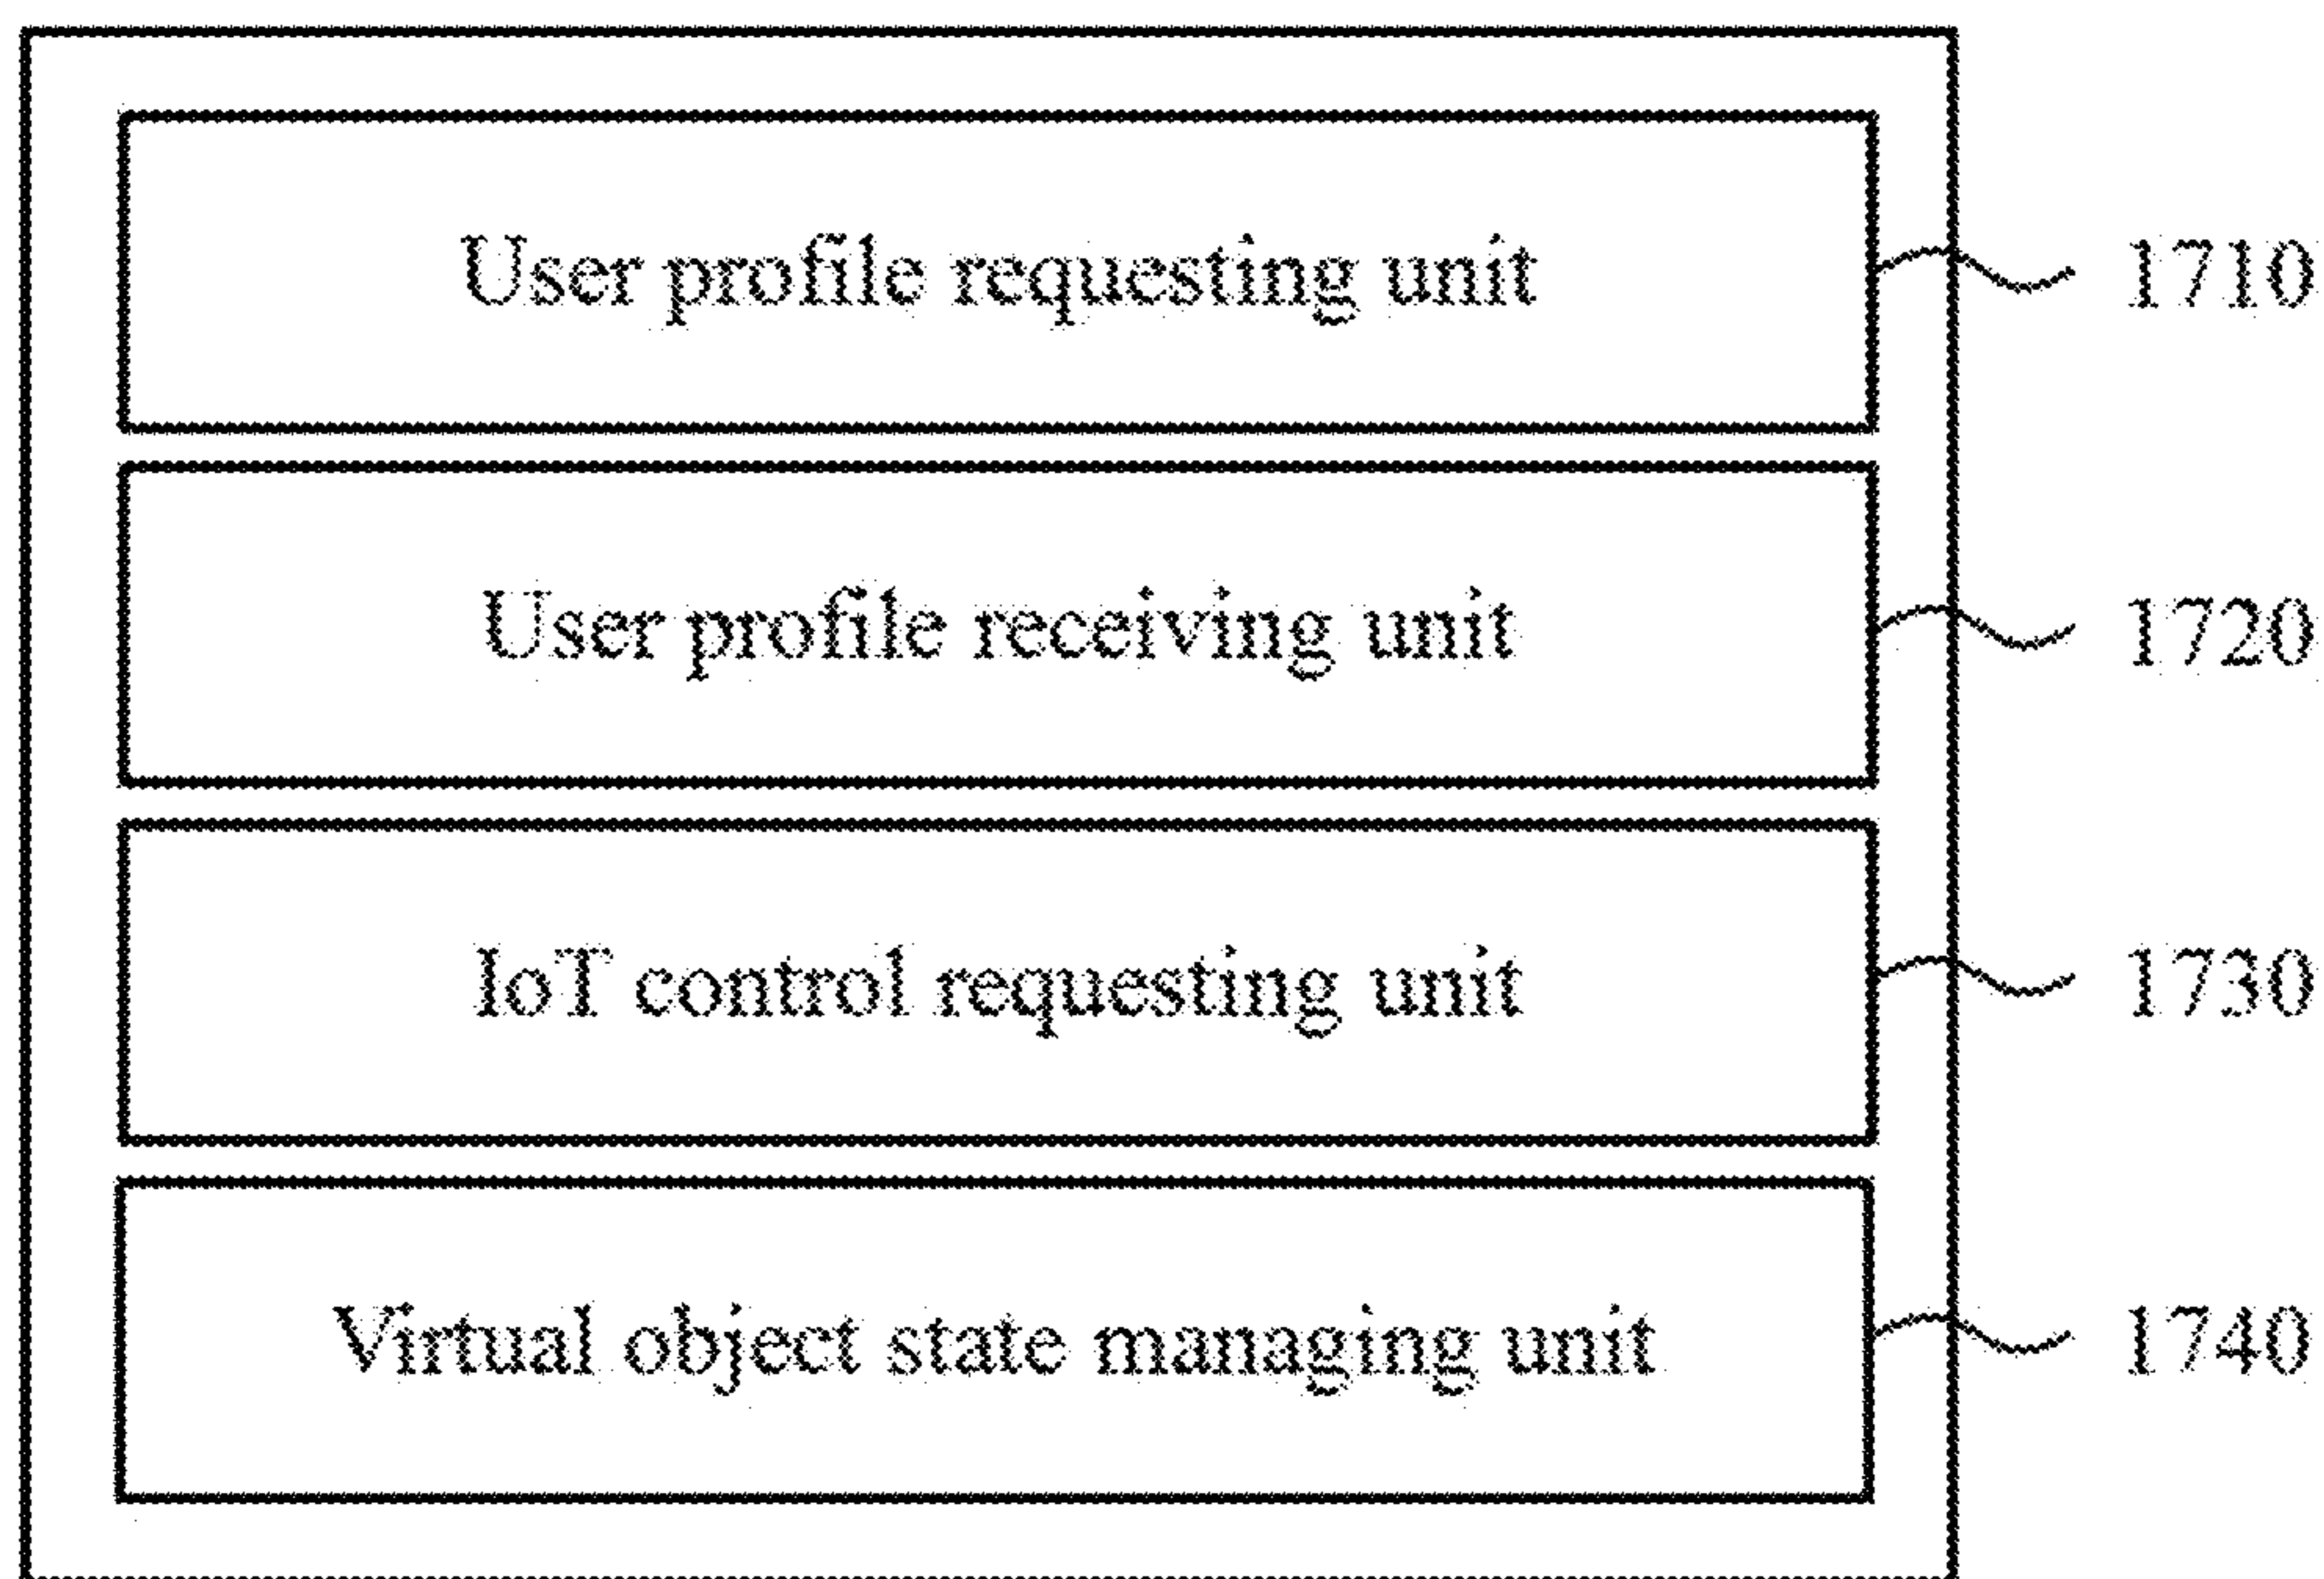 User profile requesting unit 1710
User profile receiving unit 1720
IoT control requesting unit 1730
Virtual object state managing unit 1740